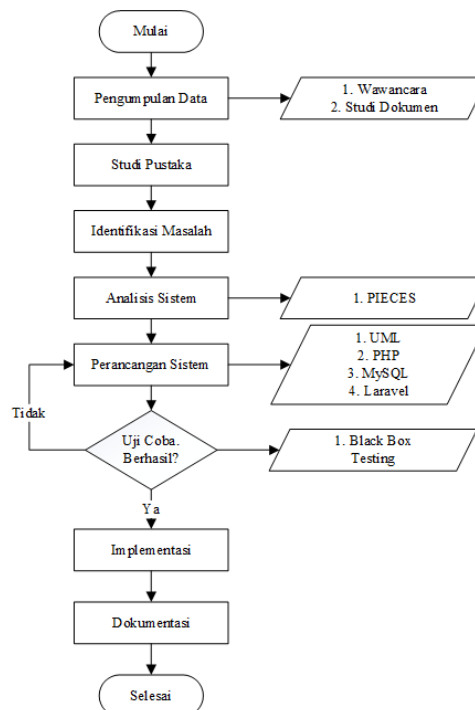 Mulai
Pengumpulan Data
1. Wawancara
2. Studi Dokumen
Studi Pustaka
Identifikasi Masalah
Analisis Sistem
1. PIECES
Perancangan Sistem
1. UML
2. PHP
3. MySQL
4. Laravel
Tidak
Uji Coba.
Berhasil?
1. Black Box
Testing
Ya
Implementasi
Dokumentasi
Selesai